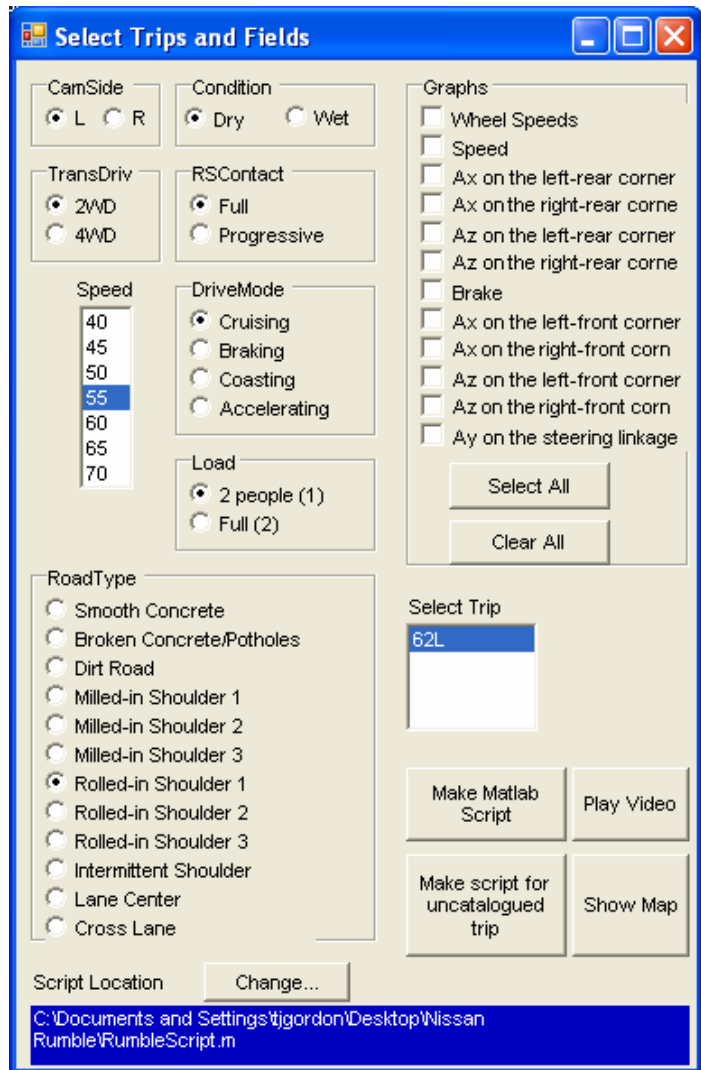 Select Trips and Fields
CamSide
L
R
Condition
Dry
Wet
TransDriv
2WD
4WD
RSContact
Full
Progressive
Speed
40
45
50
55
60
65
70
DriveMode
Cruising
Braking
Coasting
Accelerating
Load
2 people (1)
Full (2)
Graphs
Wheel Speeds
Speed
Ax on the left-rear corner
Ax on the right-rear corne
Az on the left-rear corner
Az on the right-rear corne
Brake
Ax on the left-front corner
Ax on the right-front corn
Az on the left-front corner
Az on the right-front corn
Ay on the steering linkage
Select All
Clear All
RoadType
Smooth Concrete
Broken Concrete/Potholes
Dirt Road
Milled-in Shoulder 1
Milled-in Shoulder 2
Milled-in Shoulder 3
Rolled-in Shoulder 1
Rolled-in Shoulder 2
Rolled-in Shoulder 3
Intermittent Shoulder
Lane Center
Cross Lane
Select Trip
62L
Make Matlab
Script
Play Video
Make script for
uncatalogued
trip
Show Map
Script Location
Change...
C:\Documents and Settings\tjgordon\Desktop\Nissan
Rumble\RumbleScript.m